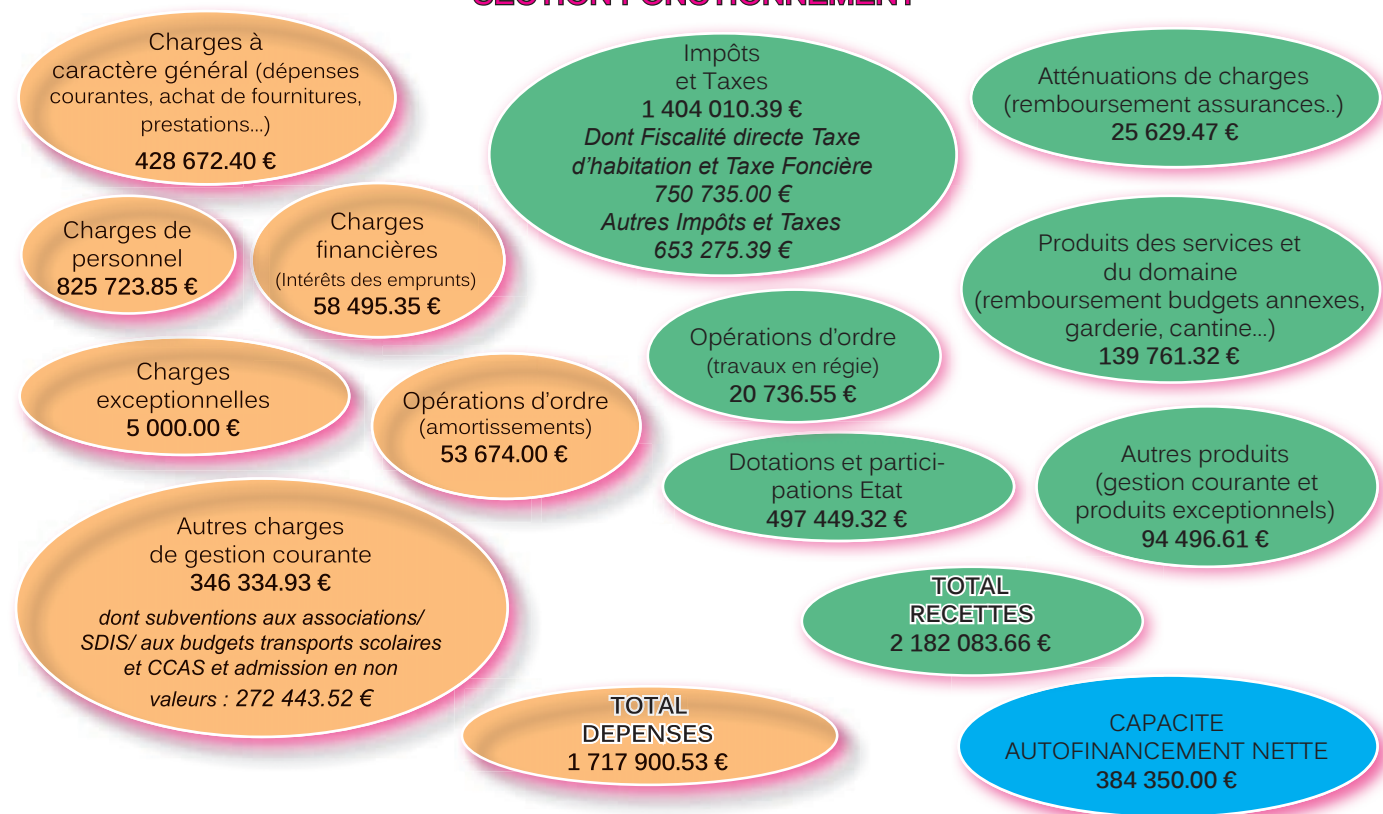 SECTION FONCTIONNEMENT
Charges à
caractère général (dépenses
courantes, achat de fournitures,
prestations...)
428 672.40 €
Charges de
personnel
825 723.85 €
Charges
financières
(Intérêts des emprunts)
58 495.35 €
Charges
exceptionnelles
5 000.00 €
Opérations d'ordre
(amortissements)
53 674.00 €
Autres charges
de gestion courante
346 334.93 €
dont subventions aux associations/
SDIS/ aux budgets transports scolaires
et CCAS et admission en non
valeurs : 272 443.52 €
TOTAL
DEPENSES
1 717 900.53 €
Impôts
et Taxes
1 404 010.39 €
Dont Fiscalité directe Taxe
d'habitation et Taxe Foncière
750 735.00 €
Autres Impôts et Taxes
653 275.39 €
Atténuations de charges
(remboursement assurances..)
25 629.47 €
Produits des services et
du domaine
(remboursement budgets annexes,
garderie, cantine...)
139 761.32 €
Opérations d'ordre
(travaux en régie)
20 736.55 €
Dotations et partici-
pations Etat
497 449.32 €
Autres produits
(gestion courante et
produits exceptionnels)
94 496.61 €
TOTAL
RECETTES
2 182 083.66 €
CAPACITE
AUTOFINANCEMENT NETTE
384 350.00 €